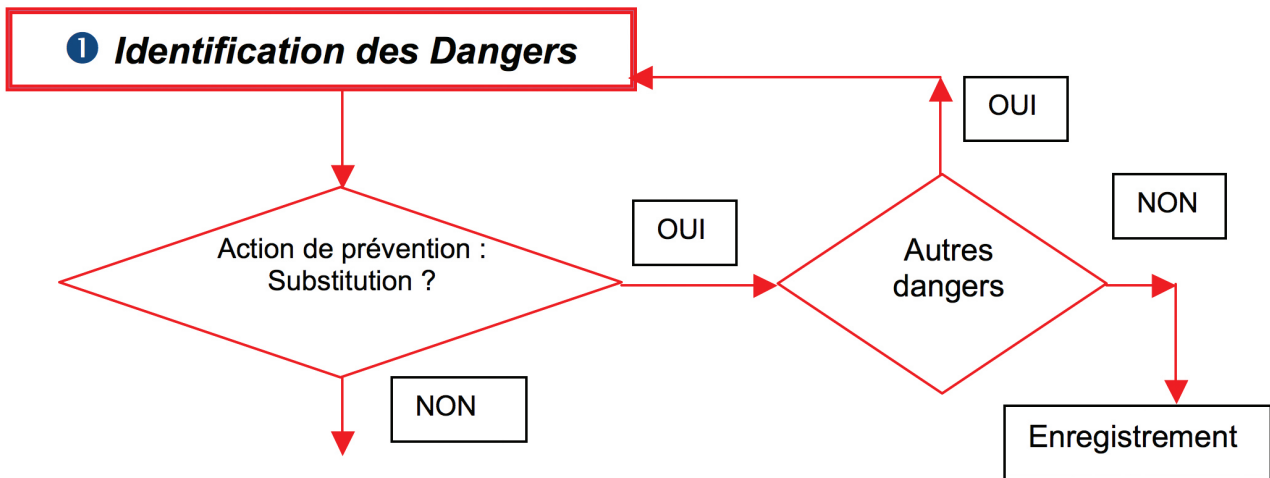 ❶ Identification des Dangers
OUI
NON
OUI
Action de prévention :
Substitution ?
Autres
dangers
NON
Enregistrement